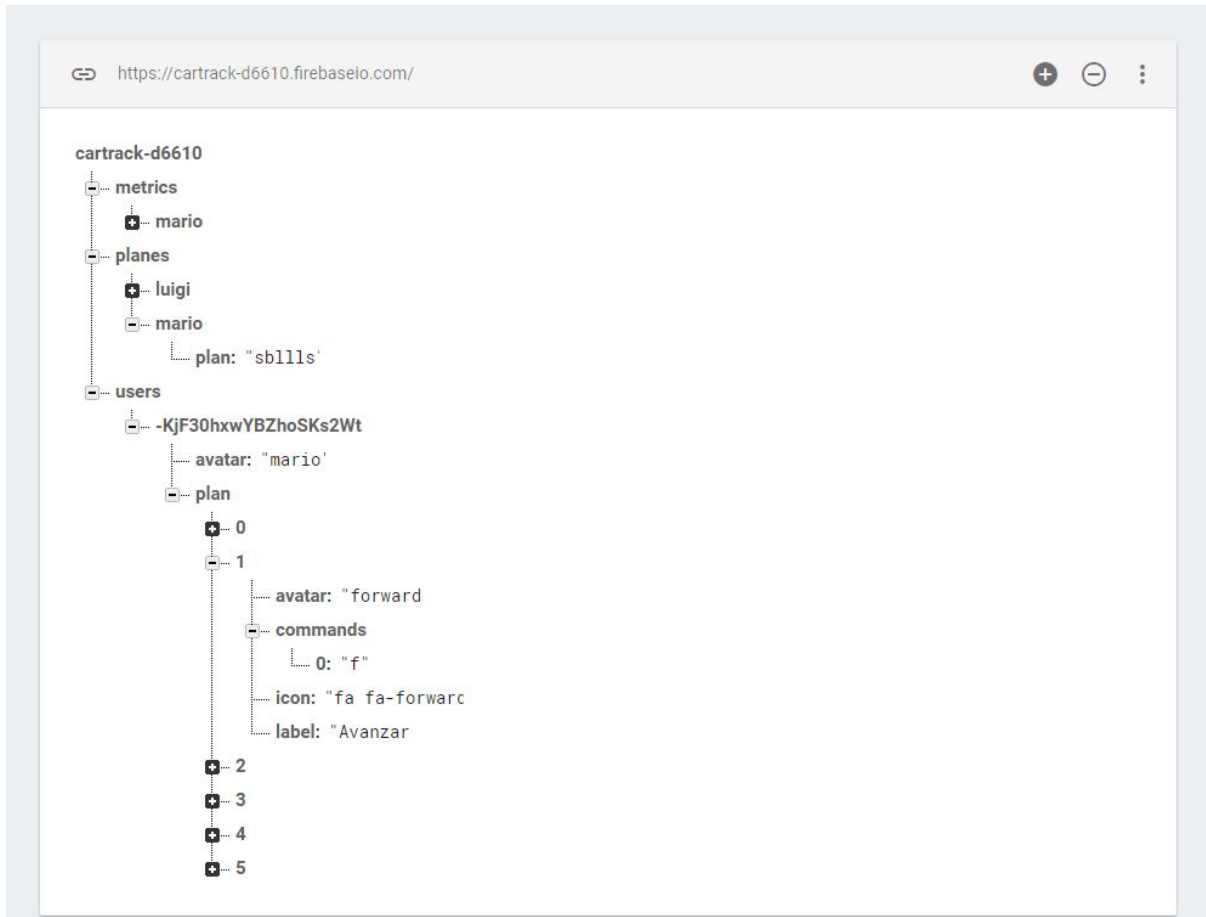 https://cartrack-d6610.firebaseio.com/
cartrack-d6610
metrics
mario
planes
luigi
mario
plan: "sbllls'
users
-KjF30hxwYBZhoSKs2Wt
avatar: "mario'
plan
0
1
avatar: "forward
commands
0: "f"
icon: "fa fa-forwarc
label: "Avanzar
2
3
4
5